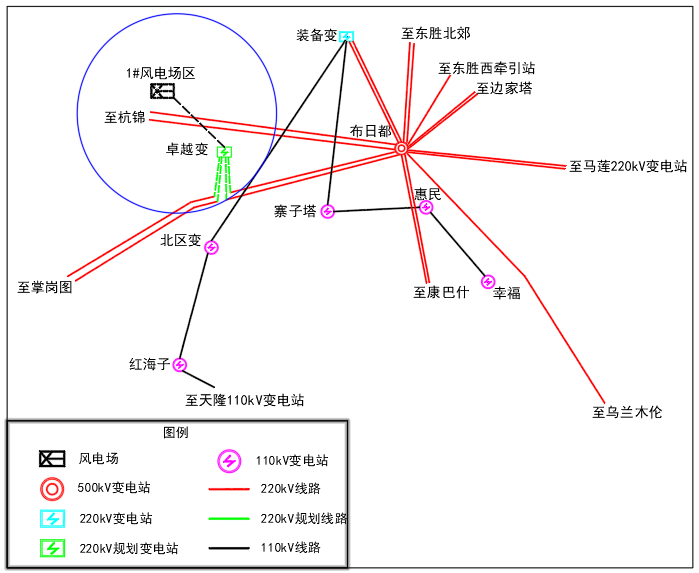 装备变
至东胜北郊
1#风电场区
至东胜西牵引站
至边家塔
至杭锦
布日都
卓越变
至马莲220kV变电站
惠民
寨子塔
北区变
至掌岗图
至康巴什
幸福
红海子
至天隆110kV变电站
至乌兰木伦
图例
风电场
110kV变电站
500kV变电站
220kV线路
220kV变电站
220kV规划线路
220kV规划变电站
110kV线路